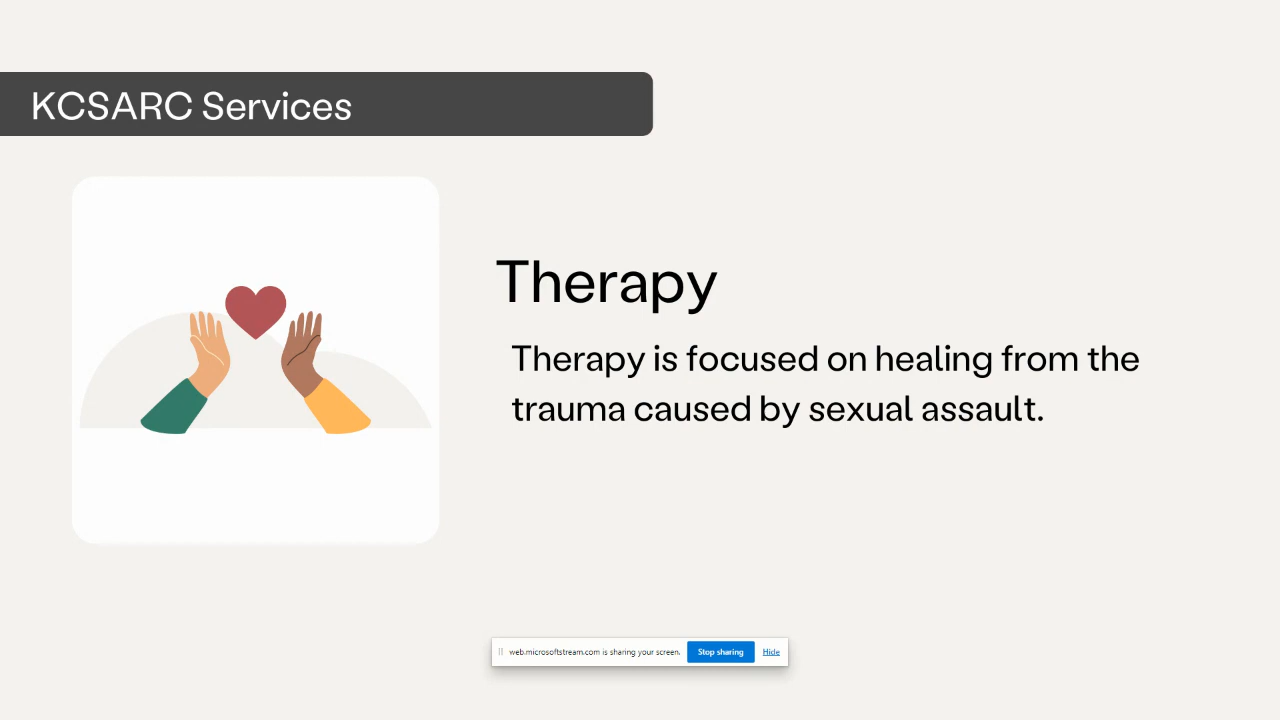 KCSARC Services
Therapy
Therapy is focused on healing from the
trauma caused by sexual assault.
web.microsoftstream.com is sharing your screen.
Stop sharing
Hide